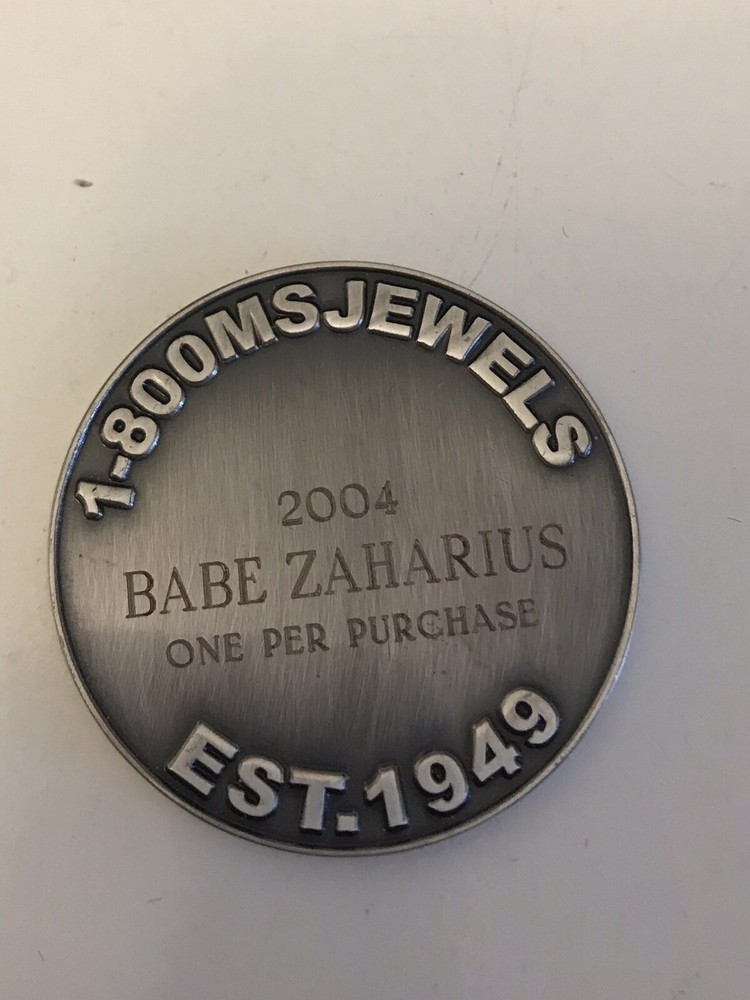 1-800MSJEWELS
2004
BABE ZAHARIUS
ONE PER PURCHASE
EST.1949